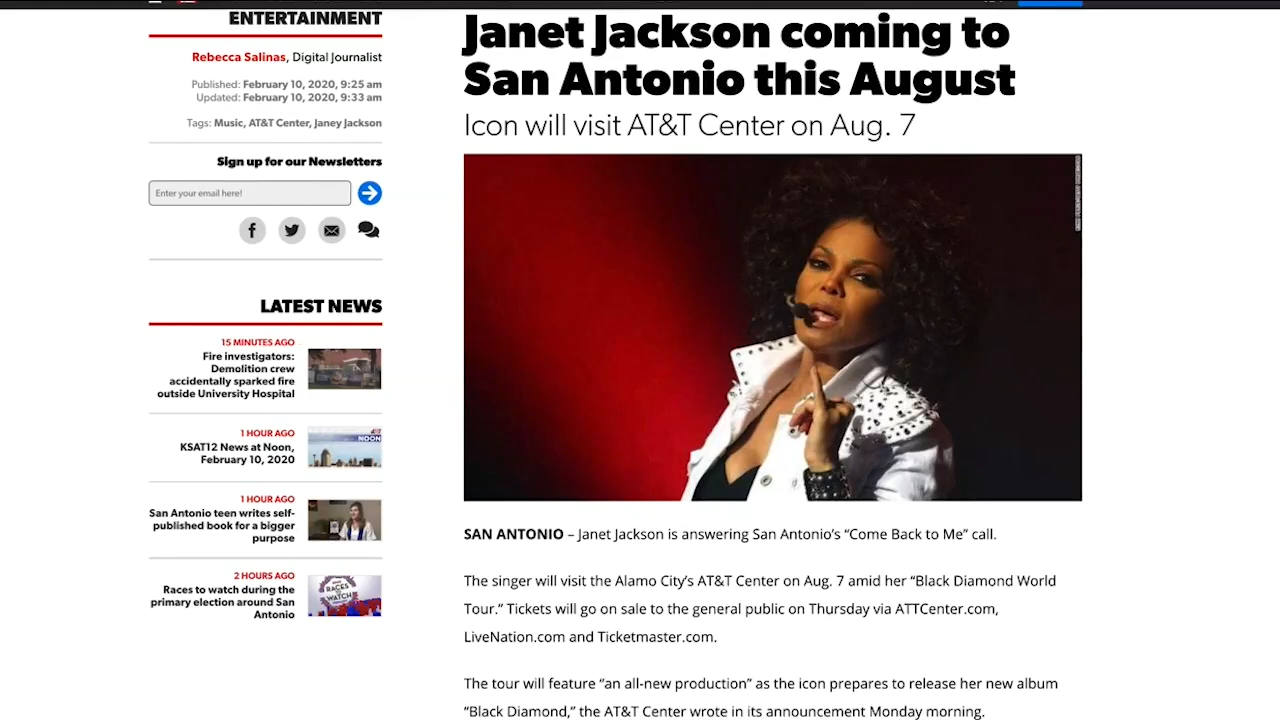 ENTERTAINMENT
Rebecca Salinas, Digital Journalist
Published: February 10, 2020, 9:25 am
Updated: February 10, 2020, 9:33 am
Tags: Music, AT&T Center, Janey Jackson
Sign up for our Newsletters
Enter your email here!
LATEST NEWS
15 MINUTES AGO
Fire investigators:
Demolition crew
accidentally sparked fire
outside University Hospital
1 HOUR AGO
KSAT12 News at Noon,
February 10, 2020
NOON
1 HOUR AGO
San Antonio teen writes self-
published book for a bigger
purpose
2 HOURS AGO
Races to watch during the
primary election around San
Antonio
RACES
WATCH
Janet Jackson coming to
San Antonio this August
Icon will visit AT&T Center on Aug. 7
SAN ANTONIO – Janet Jackson is answering San Antonio’s “Come Back to Me” call.
The singer will visit the Alamo City’s AT&T Center on Aug. 7 amid her “Black Diamond World
Tour.” Tickets will go on sale to the general public on Thursday via ATTCenter.com,
LiveNation.com and Ticketmaster.com.
The tour will feature “an all-new production” as the icon prepares to release her new album
“Black Diamond,” the AT&T Center wrote in its announcement Monday morning.